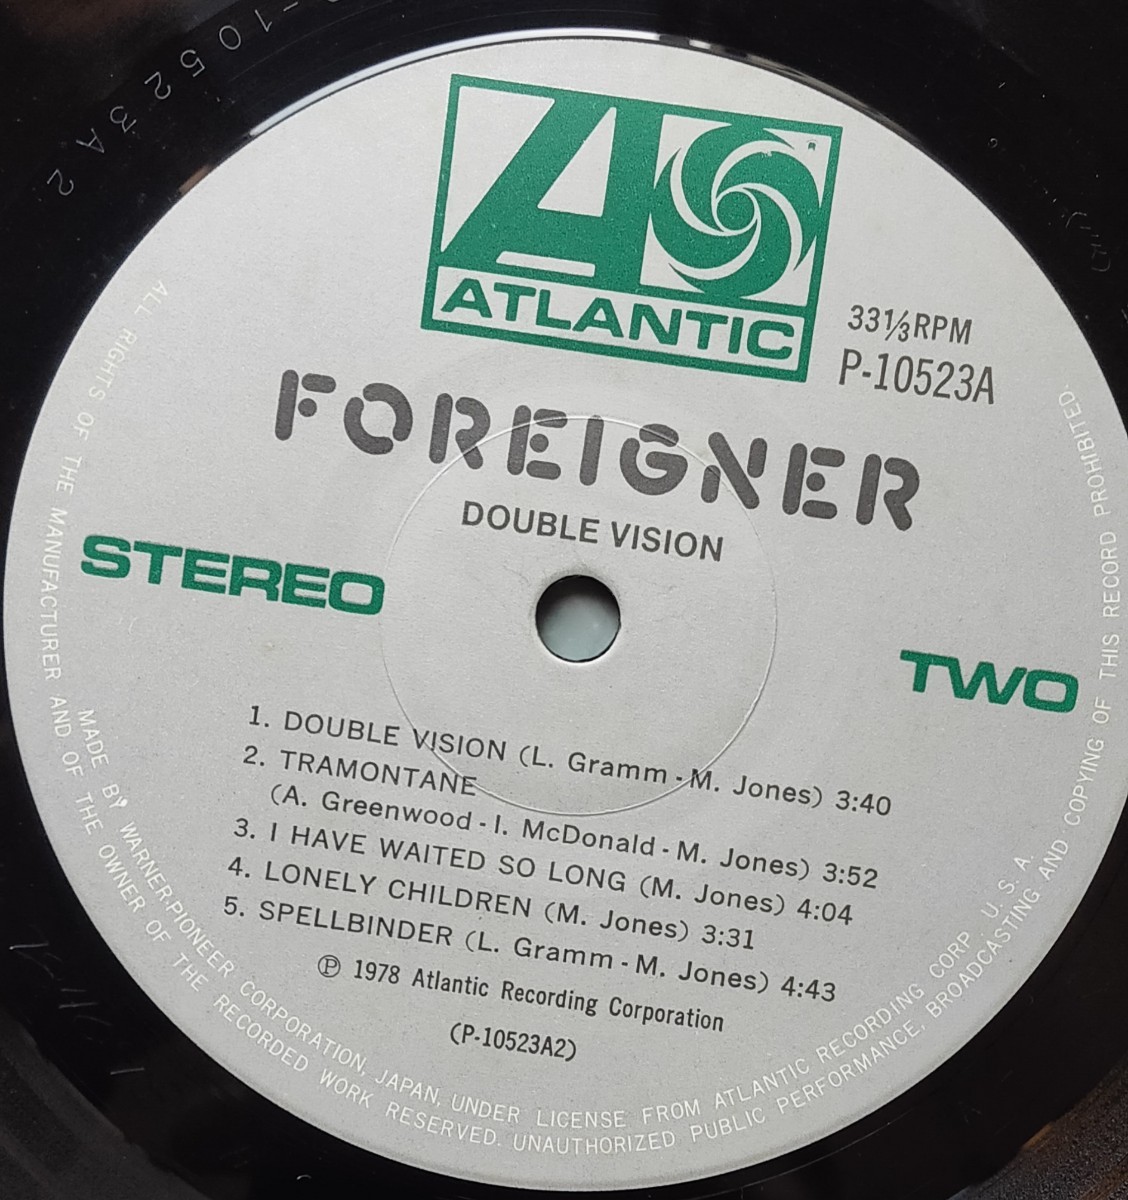 -10523A2
ATLANTIC
33⅓RPM
P-10523A
FOREIGNER
DOUBLE VISION
STEREO
TWO
1. DOUBLE VISION (L. Gramm - M. Jones) 3:40
2. TRAMONTANE
(A. Greenwood - I. McDonald - M. Jones) 3:52
3. I HAVE WAITED SO LONG (M. Jones) 4:04
4. LONELY CHILDREN (M. Jones) 3:31
5. SPELLBINDER (L. Gramm - M. Jones) 4:43
Ⓟ 1978 Atlantic Recording Corporation
(P-10523A2)
MADE BY WARNER-PIONEER CORPORATION, JAPAN, UNDER LICENSE FROM ATLANTIC RECORDING CORP U. S. A.
ALL RIGHTS OF THE MANUFACTURER AND OF THE OWNER OF THE RECORDED WORK RESERVED. UNAUTHORIZED PUBLIC PERFORMANCE, BROADCASTING AND COPYING OF THIS RECORD PROHIBITED.